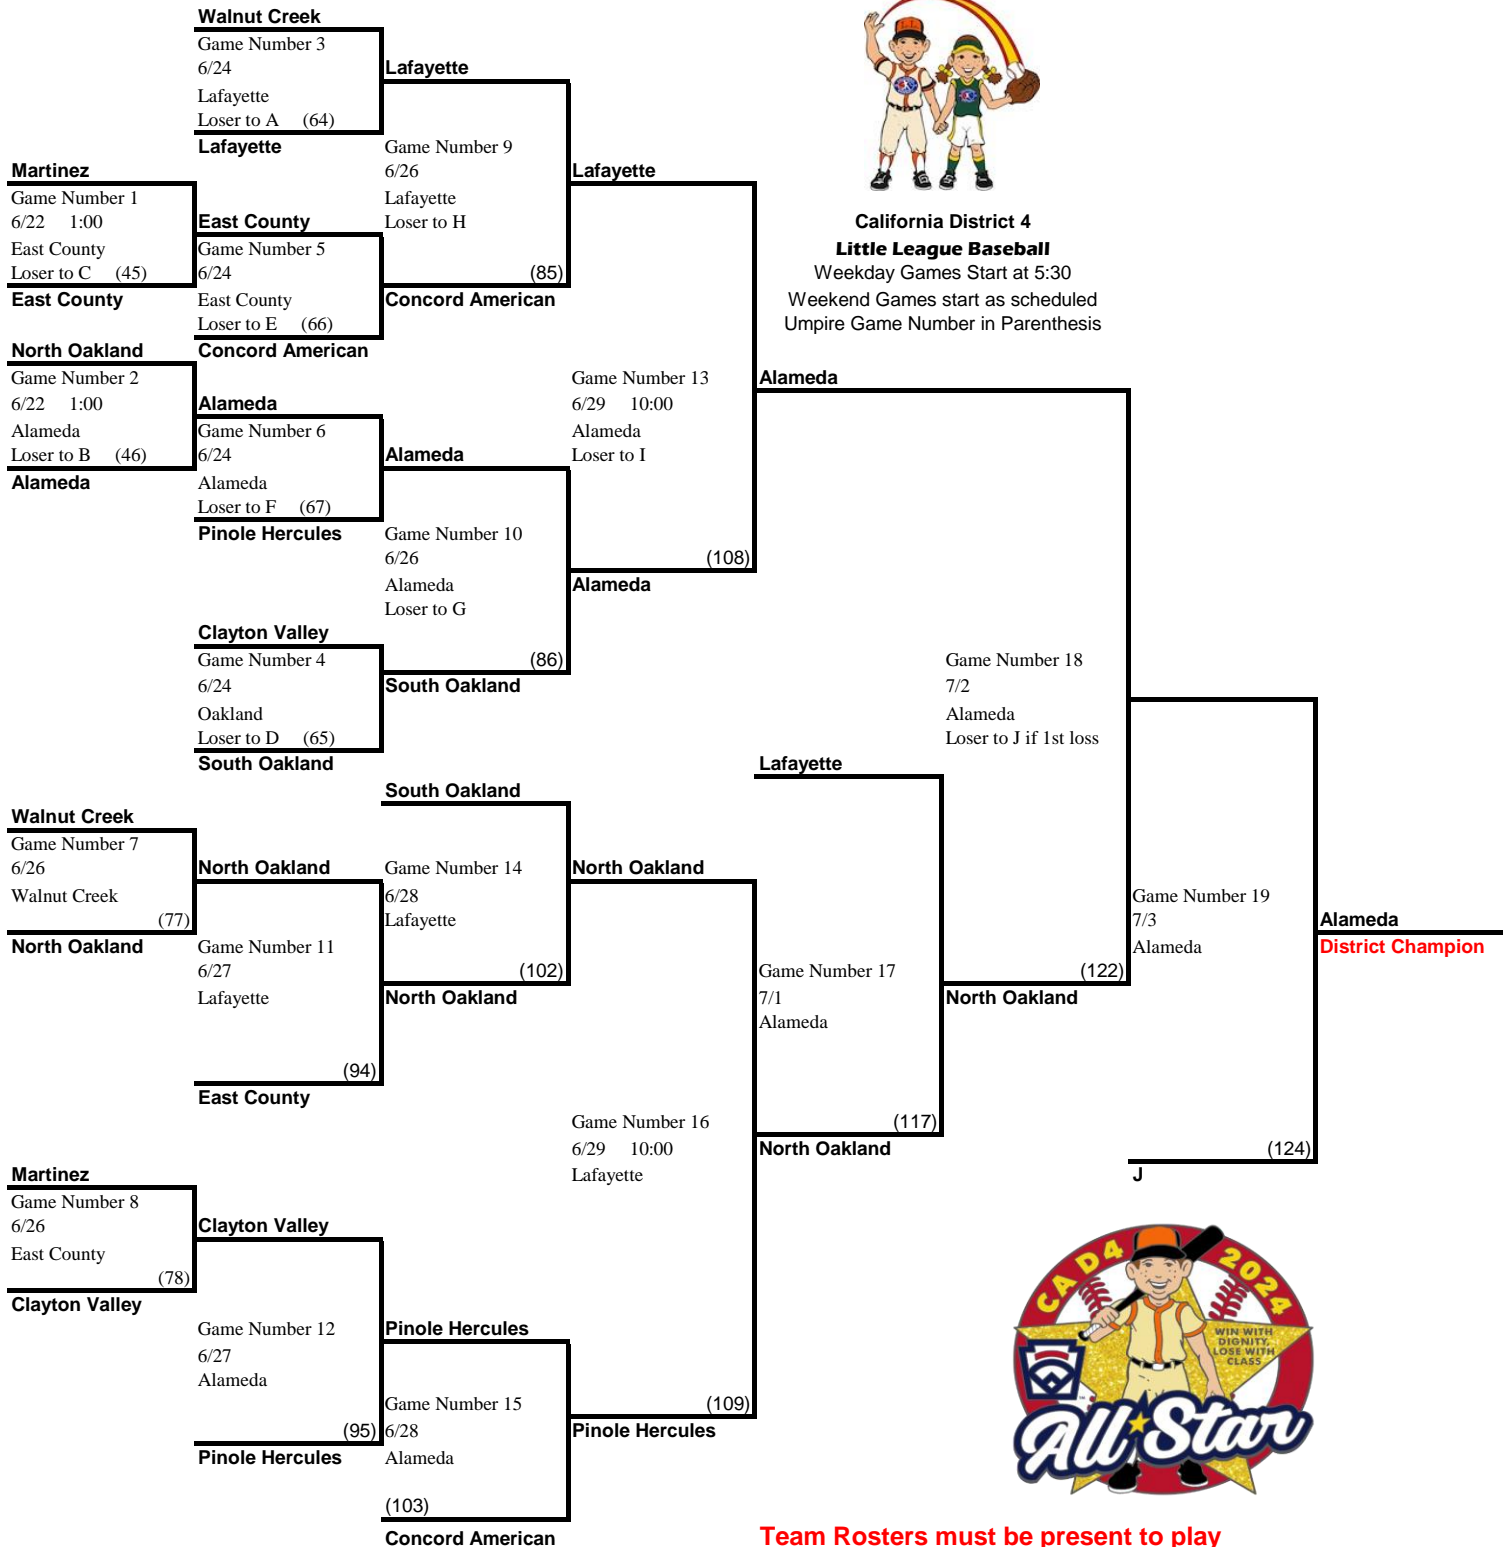 Walnut Creek
Game Number 3
6/24
Lafayette
Loser to A (64)
Lafayette
Lafayette
Game Number 9
6/26
Lafayette
Loser to H
(85)
Concord American
Lafayette
Martinez
Game Number 1
6/22 1:00
East County
Loser to C (45)
East County
East County
Game Number 5
6/24
East County
Loser to E (66)
Concord American
California District 4
Little League Baseball
Weekday Games Start at 5:30
Weekend Games start as scheduled
Umpire Game Number in Parenthesis
North Oakland
Game Number 2
6/22 1:00
Alameda
Loser to B (46)
Alameda
Alameda
Game Number 6
6/24
Alameda
Loser to F (67)
Pinole Hercules
Alameda
Game Number 10
6/26
Alameda
Loser to G
(86)
South Oakland
Game Number 13
6/29 10:00
Alameda
Loser to I
(108)
Alameda
Alameda
Clayton Valley
Game Number 4
6/24
Oakland
Loser to D (65)
South Oakland
Game Number 18
7/2
Alameda
Loser to J if 1st loss
(122)
North Oakland
South Oakland
Game Number 14
6/28
Lafayette
(102)
North Oakland
Lafayette
Game Number 17
7/1
Alameda
(117)
North Oakland
Walnut Creek
Game Number 7
6/26
Walnut Creek
(77)
North Oakland
North Oakland
Game Number 11
6/27
Lafayette
(94)
East County
North Oakland
Game Number 16
6/29 10:00
Lafayette
(109)
Pinole Hercules
Game Number 19
7/3
Alameda
(124)
J
Alameda
District Champion
Martinez
Game Number 8
6/26
East County
(78)
Clayton Valley
Clayton Valley
Game Number 12
6/27
Alameda
(95)
Pinole Hercules
Pinole Hercules
Game Number 15
6/28
Alameda
(103)
Concord American
CAD4 2024
WIN WITH
DIGNITY,
LOSE WITH
CLASS
All Star
Team Rosters must be present to play